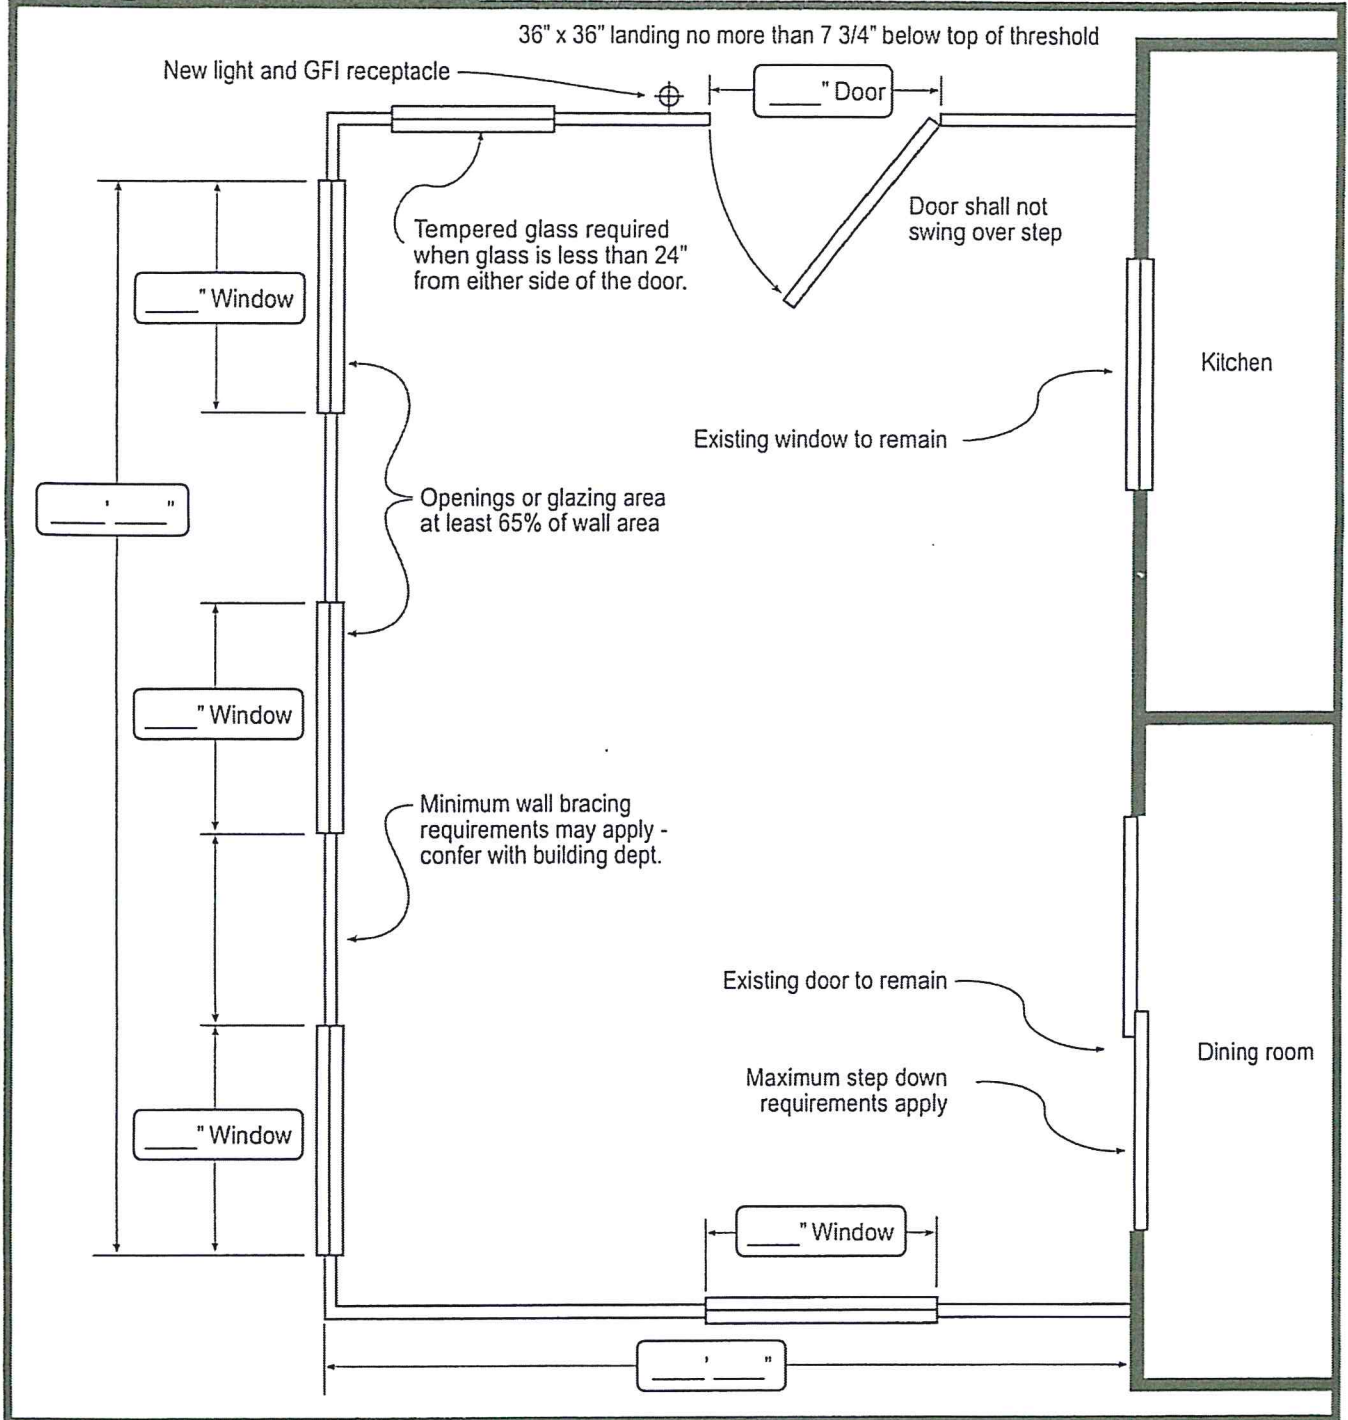 36" x 36" landing no more than 7 3/4" below top of threshold
New light and GFI receptacle
____" Door
Door shall not
swing over step
Tempered glass required
when glass is less than 24"
from either side of the door.
____" Window
Kitchen
Existing window to remain
____' ____"
Openings or glazing area
at least 65% of wall area
____" Window
Minimum wall bracing
requirements may apply -
confer with building dept.
Existing door to remain
Dining room
Maximum step down
requirements apply
____" Window
____" Window
____' ____"